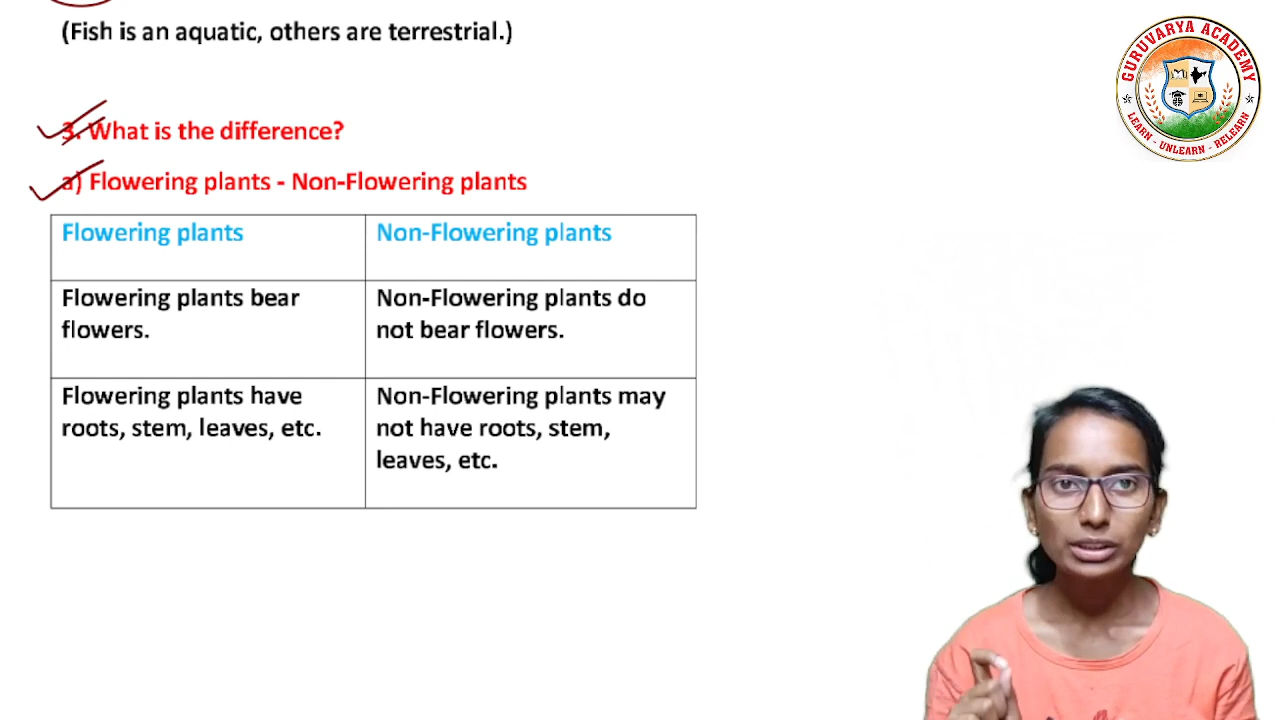 (Fish is an aquatic, others are terrestrial.)
3. What is the difference?
a) Flowering plants - Non-Flowering plants
Flowering plants
Non-Flowering plants
Flowering plants bear
flowers.
Non-Flowering plants do
not bear flowers.
Flowering plants have
roots, stem, leaves, etc.
Non-Flowering plants may
not have roots, stem,
leaves, etc.
GURUVARYA ACADEMY
LEARN - UNLEARN - RELEARN